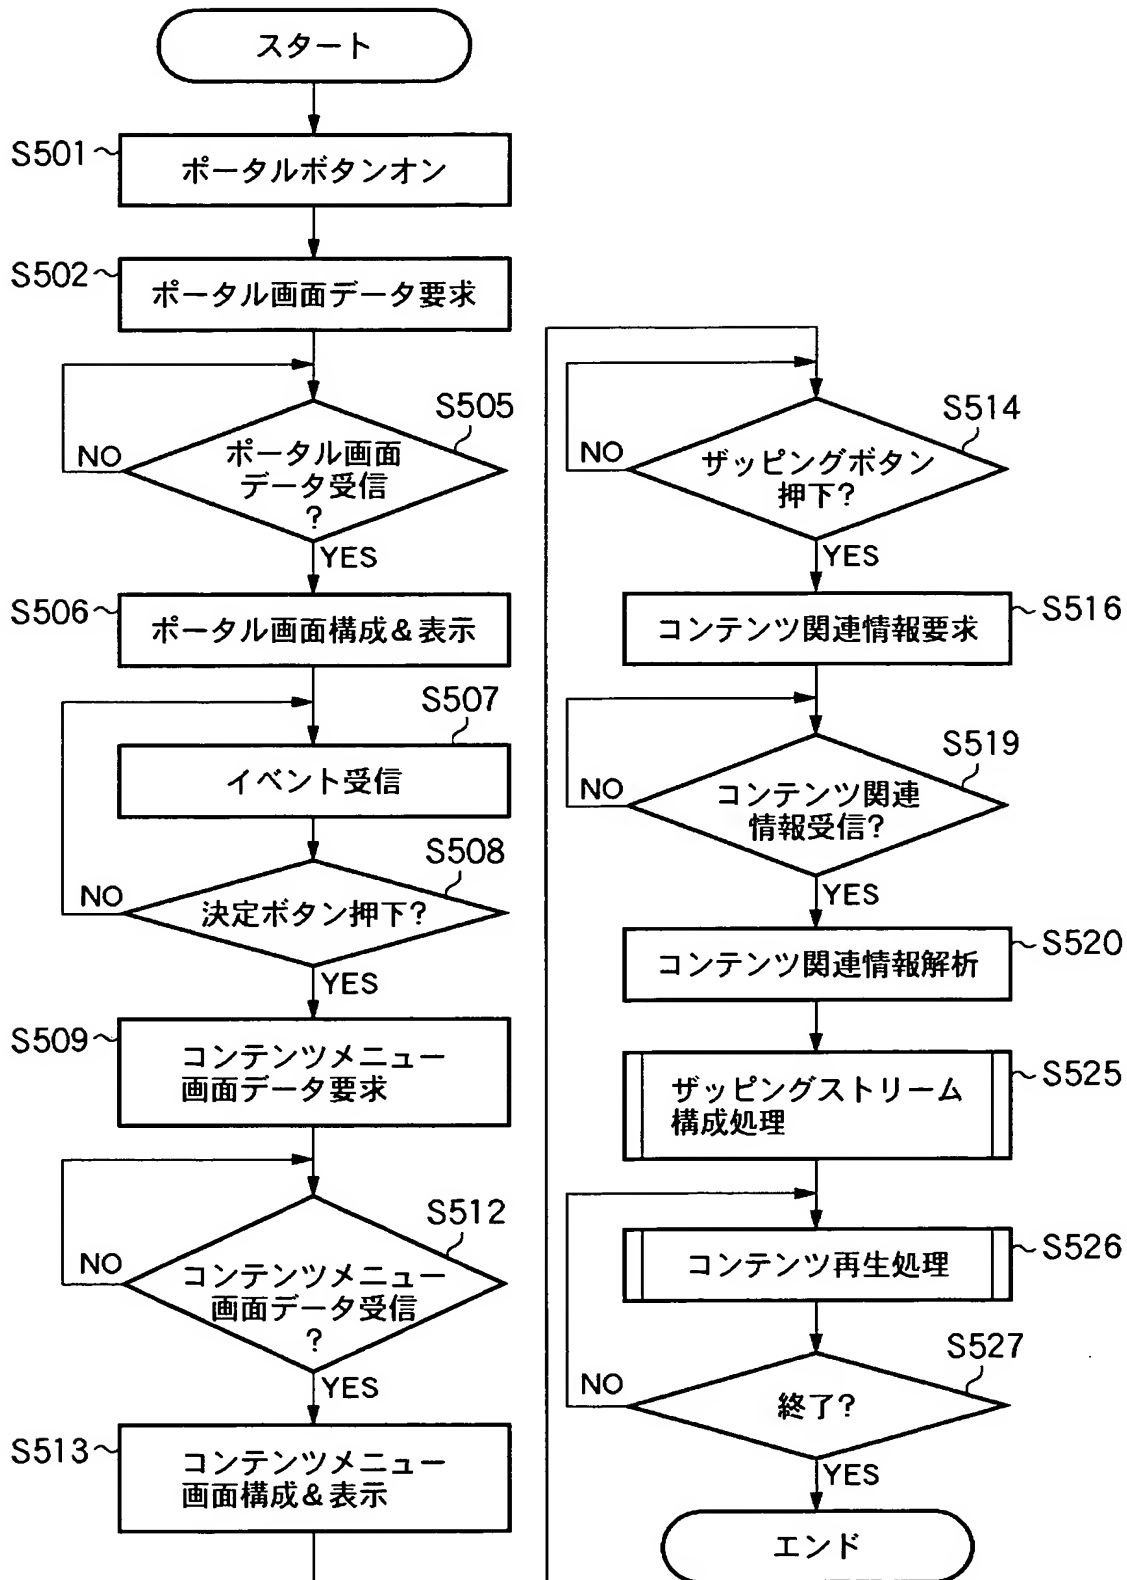 スタート
S501
ポータルボタンオン
S502
ポータル画面データ要求
S505
ポータル画面
データ受信
?
NO
YES
S506
ポータル画面構成&表示
S507
イベント受信
S508
決定ボタン押下?
NO
YES
S509
コンテンツメニュー
画面データ要求
S512
コンテンツメニュー
画面データ受信
?
NO
YES
S513
コンテンツメニュー
画面構成&表示
S514
ザッピングボタン
押下?
NO
YES
S516
コンテンツ関連情報要求
S519
コンテンツ関連
情報受信?
NO
YES
S520
コンテンツ関連情報解析
S525
ザッピングストリーム
構成処理
S526
コンテンツ再生処理
S527
終了?
NO
YES
エンド